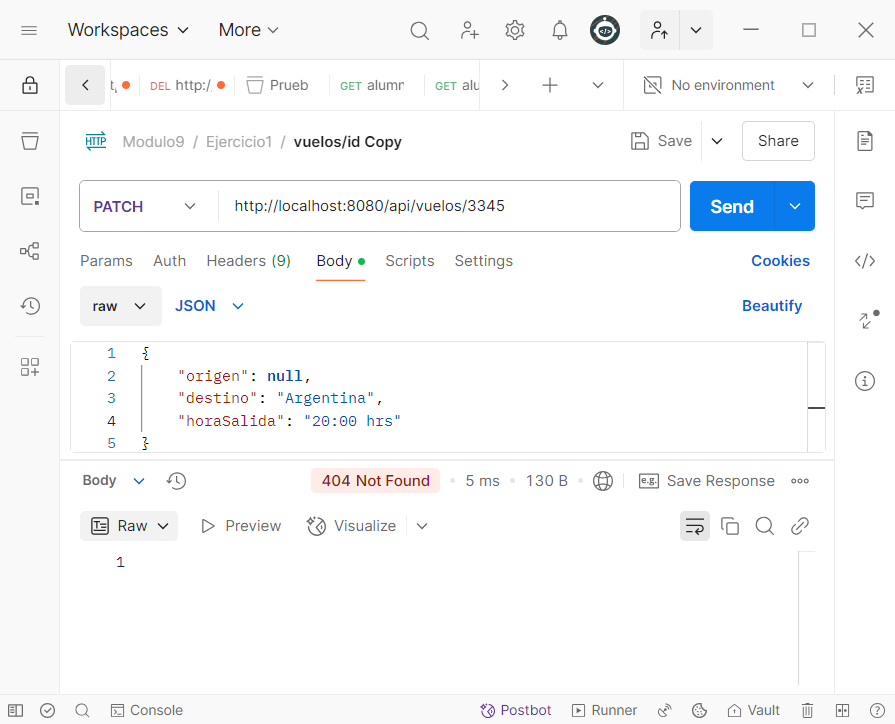 Workspaces More
DEL http:/, Prueb GET alumn GET alu No environment
HTTP Modulo9 / Ejercicio1 / vuelos/id Copy Save Share
PATCH http://localhost:8080/api/vuelos/3345 Send
Params Auth Headers (9) Body Scripts Settings Cookies
raw JSON Beautify
1 {
2 "origen": null,
3 "destino": "Argentina",
4 "horaSalida": "20:00 hrs"
5 }
Body 404 Not Found 5 ms 130 B e.g. Save Response
Raw Preview Visualize
1
Console Postbot Runner Vault